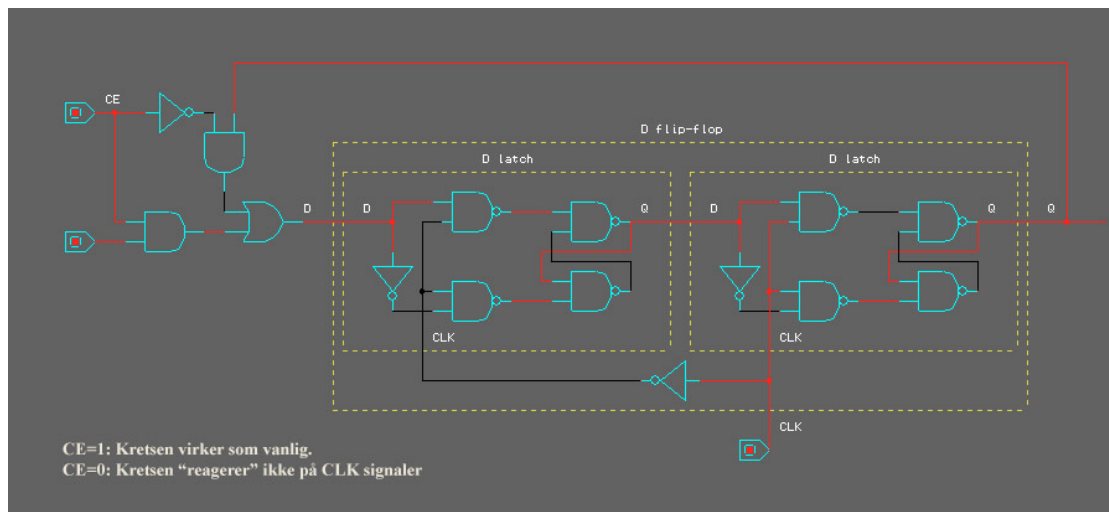 CE
D flip-flop
D latch
D latch
D
D
Q
D
Q
Q
CLK
CLK
CLK
CE=1: Kretsen virker som vanlig.
CE=0: Kretsen “reagerer” ikke på CLK signaler